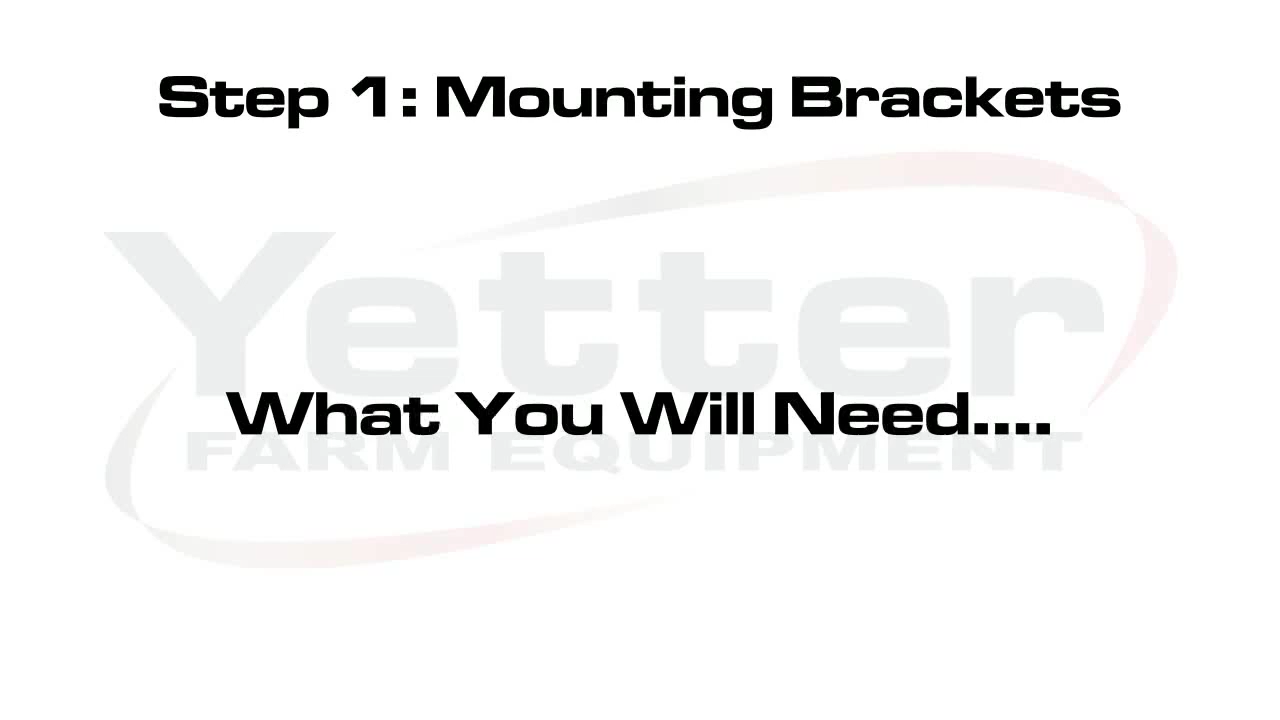 Step 1: Mounting Brackets
Yetter
What You Will Need....
FARM EQUIPMENT